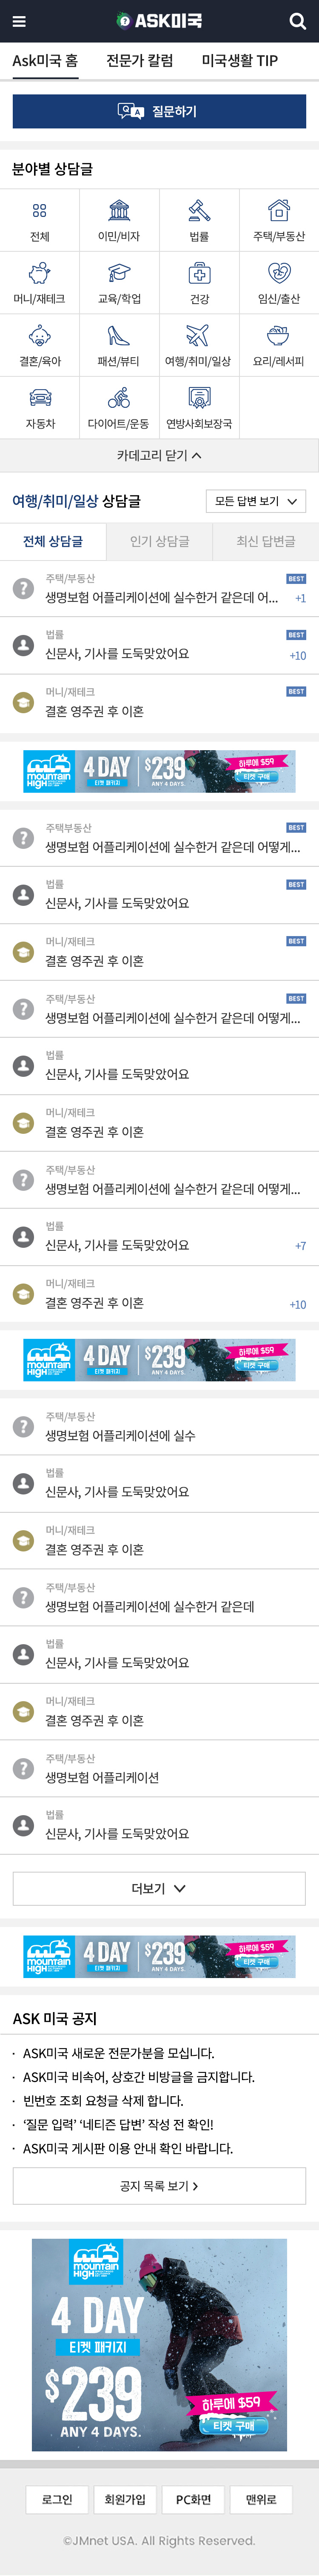 ASK미국
Ask미국 홈 전문가 칼럼 미국생활 TIP
Q A 질문하기
분야별 상담글
전체 이민/비자 법률 주택/부동산
머니/재테크 교육/학업 건강 임신/출산
결혼/육아 패션/뷰티 여행/취미/일상 요리/레서피
자동차 다이어트/운동 연방사회보장국
카데고리 닫기
여행/취미/일상 상담글 모든 답변 보기
전체 상담글 인기 상담글 최신 답변글
주택/부동산 BEST
생명보험 어플리케이션에 실수한거 같은데 어... +1
법률 BEST
신문사, 기사를 도둑맞았어요 +10
머니/재테크 BEST
결혼 영주권 후 이혼
mountain HIGH 4 DAY 티켓 패키지 $239 ANY 4 DAYS. 하루에 $59 티켓 구매
주택부동산 BEST
생명보험 어플리케이션에 실수한거 같은데 어떻게...
법률 BEST
신문사, 기사를 도둑맞았어요
머니/재테크 BEST
결혼 영주권 후 이혼
주택/부동산 BEST
생명보험 어플리케이션에 실수한거 같은데 어떻게...
법률
신문사, 기사를 도둑맞았어요
머니/재테크
결혼 영주권 후 이혼
주택/부동산
생명보험 어플리케이션에 실수한거 같은데 어떻게...
법률
신문사, 기사를 도둑맞았어요 +7
머니/재테크
결혼 영주권 후 이혼 +10
mountain HIGH 4 DAY 티켓 패키지 $239 ANY 4 DAYS. 하루에 $59 티켓 구매
주택/부동산
생명보험 어플리케이션에 실수
법률
신문사, 기사를 도둑맞았어요
머니/재테크
결혼 영주권 후 이혼
주택/부동산
생명보험 어플리케이션에 실수한거 같은데
법률
신문사, 기사를 도둑맞았어요
머니/재테크
결혼 영주권 후 이혼
주택/부동산
생명보험 어플리케이션
법률
신문사, 기사를 도둑맞았어요
더보기
mountain HIGH 4 DAY 티켓 패키지 $239 ANY 4 DAYS. 하루에 $59 티켓 구매
ASK 미국 공지
· ASK미국 새로운 전문가분을 모십니다.
· ASK미국 비속어, 상호간 비방글을 금지합니다.
· 빈번호 조회 요청글 삭제 합니다.
· ‘질문 입력’ ‘네티즌 답변’ 작성 전 확인!
· ASK미국 게시판 이용 안내 확인 바랍니다.
공지 목록 보기
mountain
HIGH
4 DAY
티켓 패키지
$239
ANY 4 DAYS.
하루에 $59
티켓 구매
로그인 회원가입 PC화면 맨위로
©JMnet USA. All Rights Reserved.